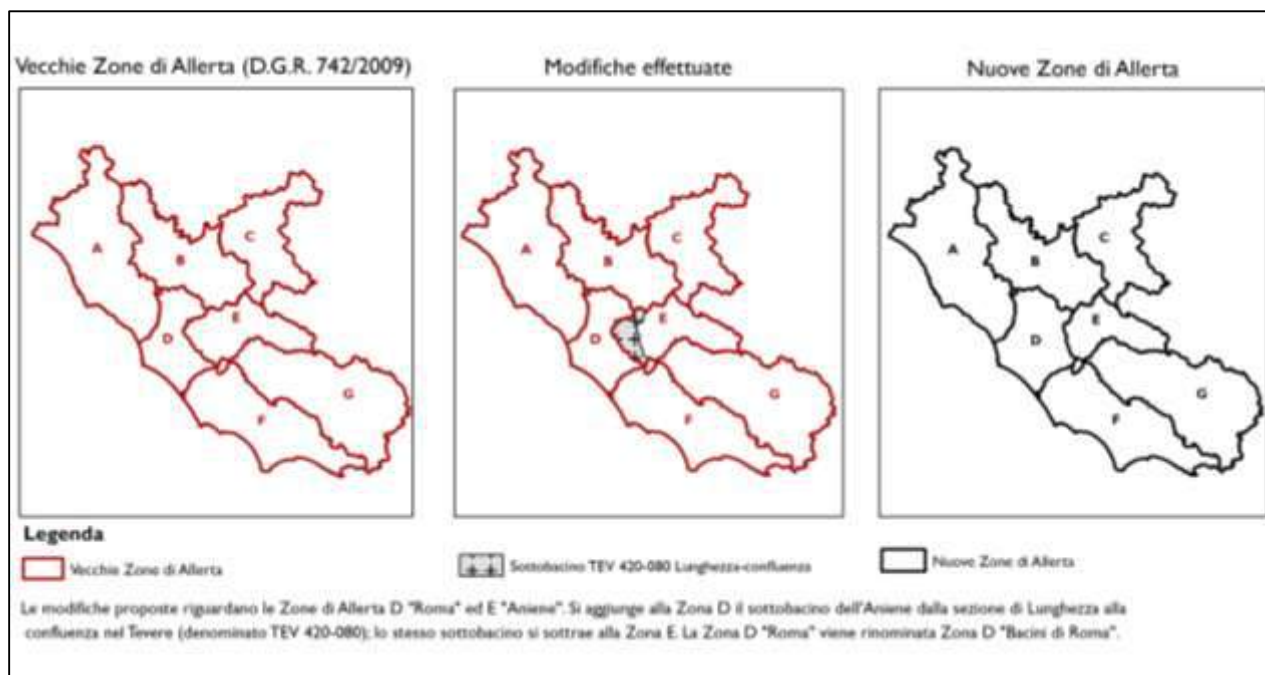 Vecchie Zone di Allerta (D.G.R. 742/2009)
Modifiche effettuate
Nuove Zone di Allerta
A
B
C
D
E
F
G
A
B
C
D
E
F
G
A
B
C
D
E
F
G
Legenda
Vecchie Zone di Allerta
Sottobacino TEV 420-080 Lunghezza-confluenza
Nuove Zone di Allerta
Le modifiche proposte riguardano le Zone di Allerta D "Roma" ed E "Aniene". Si aggiunge alla Zona D il sottobacino dell'Aniene dalla sezione di Lunghezza alla
confluenza nel Tevere (denominato TEV 420-080); lo stesso sottobacino si sottrae alla Zona E. La Zona D "Roma" viene rinominata Zona D "Bacini di Roma".